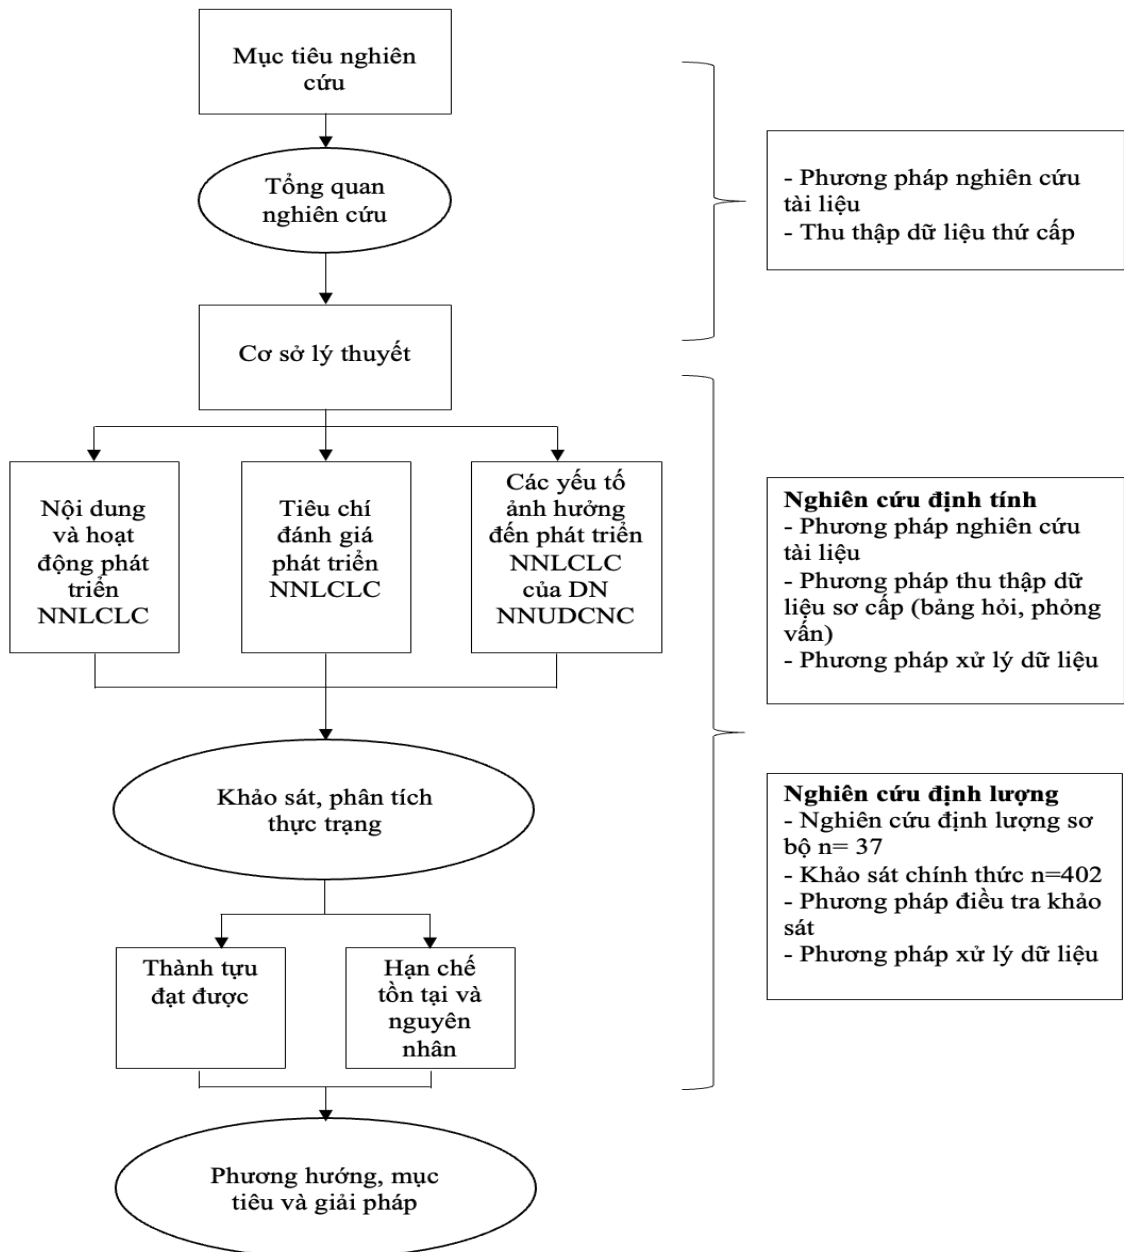 Mục tiêu nghiên
cứu
Tổng quan
nghiên cứu
- Phương pháp nghiên cứu
tài liệu
- Thu thập dữ liệu thứ cấp
Cơ sở lý thuyết
Nội dung
và hoạt
động phát
triển
NNLCLC
Tiêu chí
đánh giá
phát triển
NNLCLC
Các yếu tố
ảnh hưởng
đến phát triển
NNLCLC
của DN
NNUDCNC
Nghiên cứu định tính
- Phương pháp nghiên cứu
tài liệu
- Phương pháp thu thập dữ
liệu sơ cấp (bảng hỏi, phỏng
vấn)
- Phương pháp xử lý dữ liệu
Khảo sát, phân tích
thực trạng
Nghiên cứu định lượng
- Nghiên cứu định lượng sơ
bộ n= 37
- Khảo sát chính thức n=402
- Phương pháp điều tra khảo
sát
- Phương pháp xử lý dữ liệu
Thành tựu
đạt được
Hạn chế
tồn tại và
nguyên
nhân
Phương hướng, mục
tiêu và giải pháp